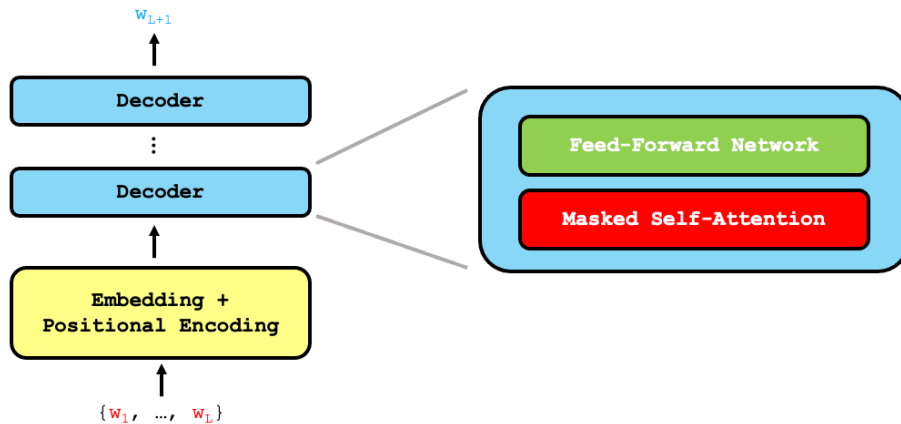 w_{L+1}
Decoder
⋮
Decoder
Embedding +
Positional Encoding
{w_1, …, w_L}
Feed-Forward Network
Masked Self-Attention